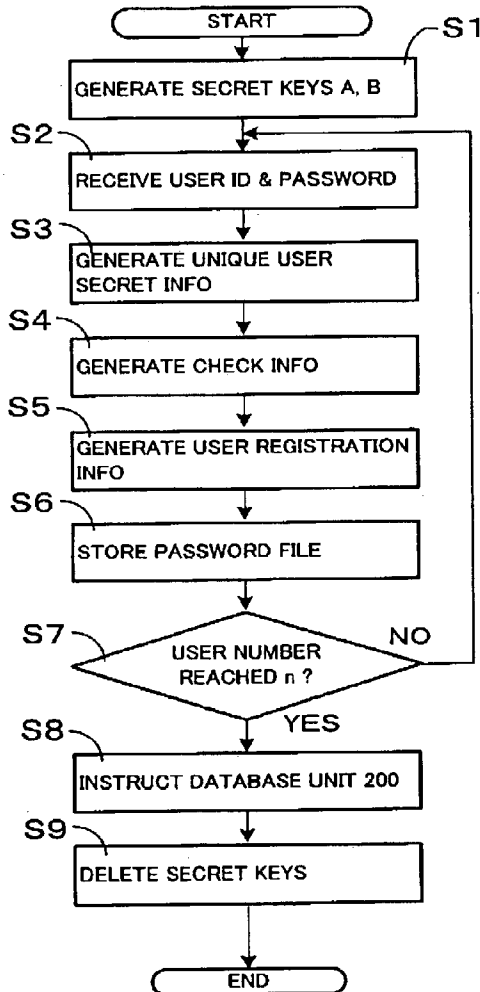 START
S1
GENERATE SECRET KEYS A, B
S2
RECEIVE USER ID & PASSWORD
S3
GENERATE UNIQUE USER
SECRET INFO
S4
GENERATE CHECK INFO
S5
GENERATE USER REGISTRATION
INFO
S6
STORE PASSWORD FILE
S7
USER NUMBER
REACHED n ?
NO
YES
S8
INSTRUCT DATABASE UNIT 200
S9
DELETE SECRET KEYS
END